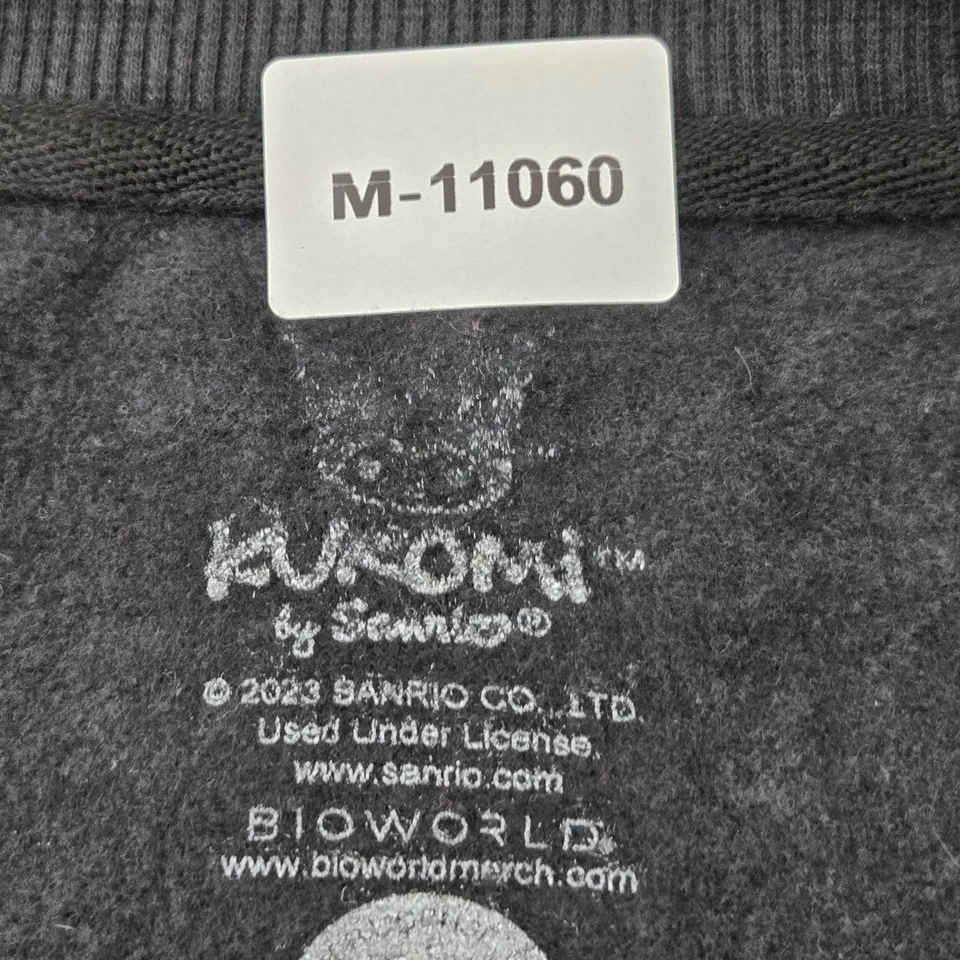 M-11060
KUROMI™
by Sanrio®
© 2023 SANRIO CO., LTD.
Used Under License.
www.sanrio.com
BIOWORLD
www.bioworldmerch.com